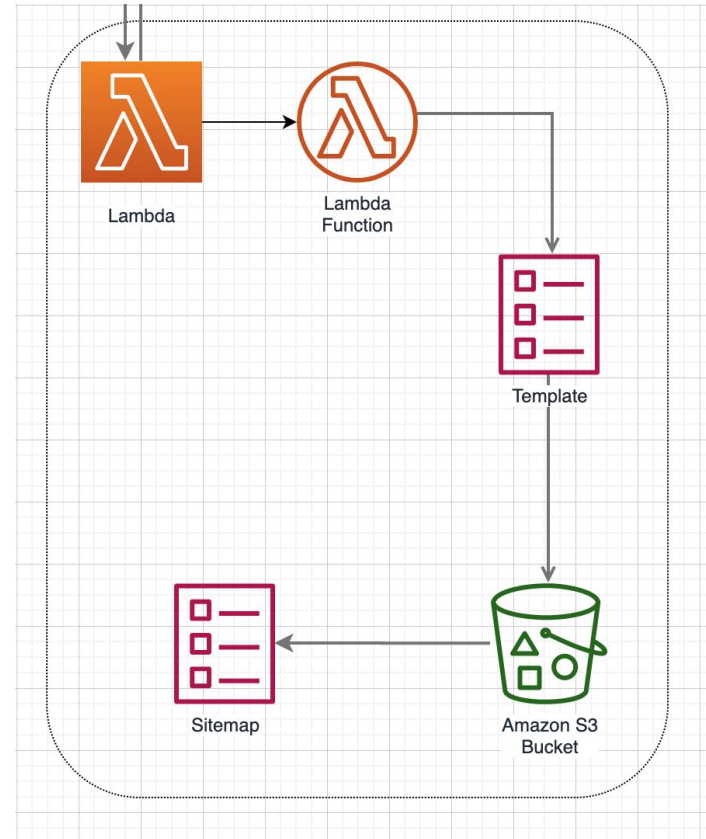 Lambda
Lambda
Function
Template
Sitemap
Amazon S3
Bucket